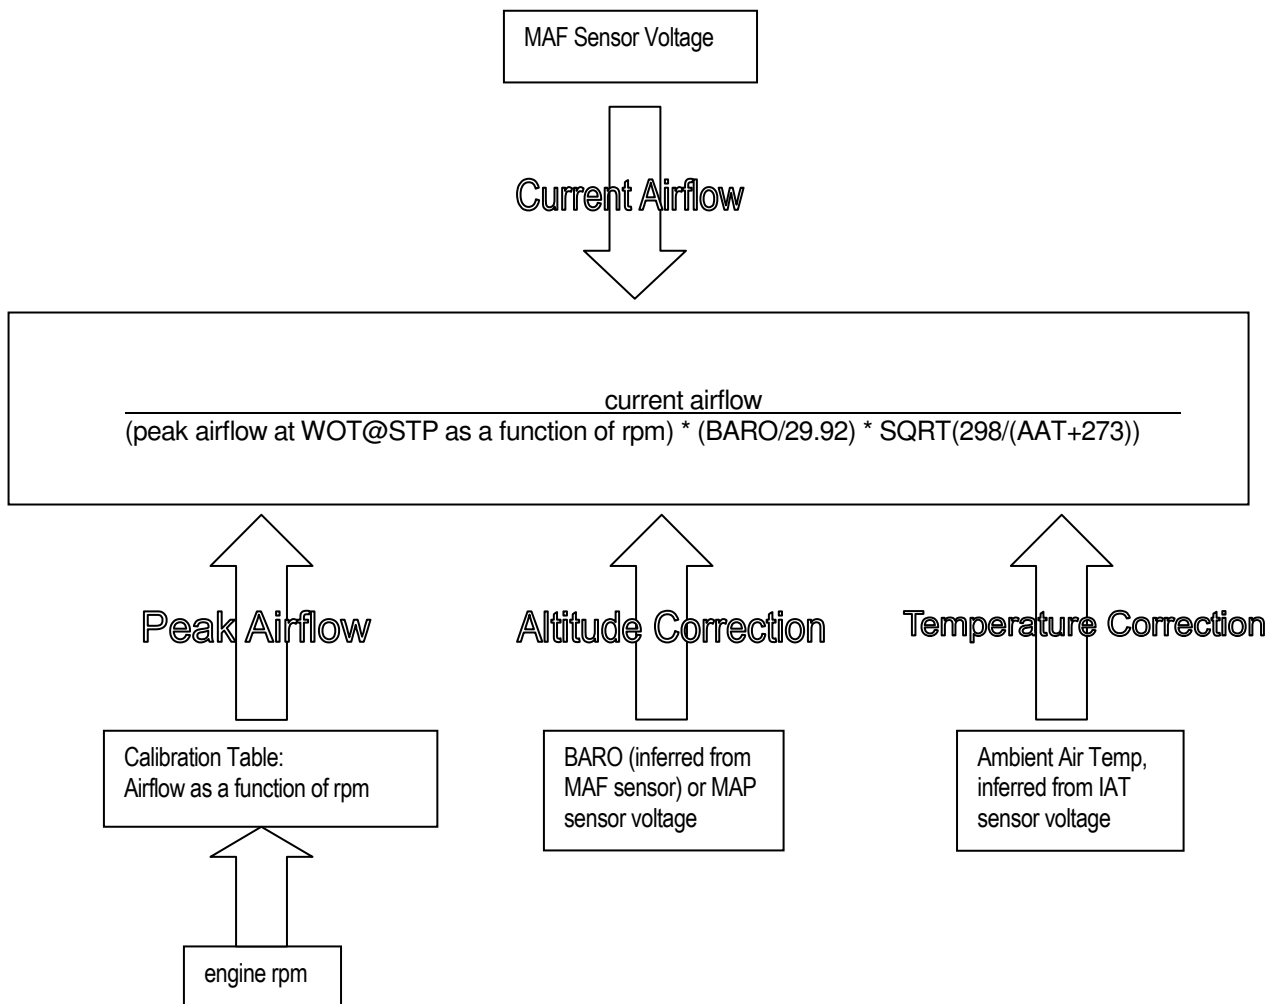 MAF Sensor Voltage
Current Airflow
current airflow
(peak airflow at WOT@STP as a function of rpm) * (BARO/29.92) * SQRT(298/(AAT+273))
Peak Airflow
Altitude Correction
Temperature Correction
Calibration Table:
Airflow as a function of rpm
BARO (inferred from
MAF sensor) or MAP
sensor voltage
Ambient Air Temp,
inferred from IAT
sensor voltage
engine rpm